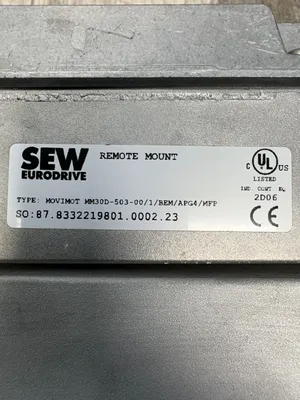 SEW
EURODRIVE
REMOTE MOUNT
C UL US
LISTED
IND. CONT. EQ.
2D06
TYPE: MOVIMOT MM30D-503-00/1/BEM/APG4/MFP
SO:87.8332219801.0002.23